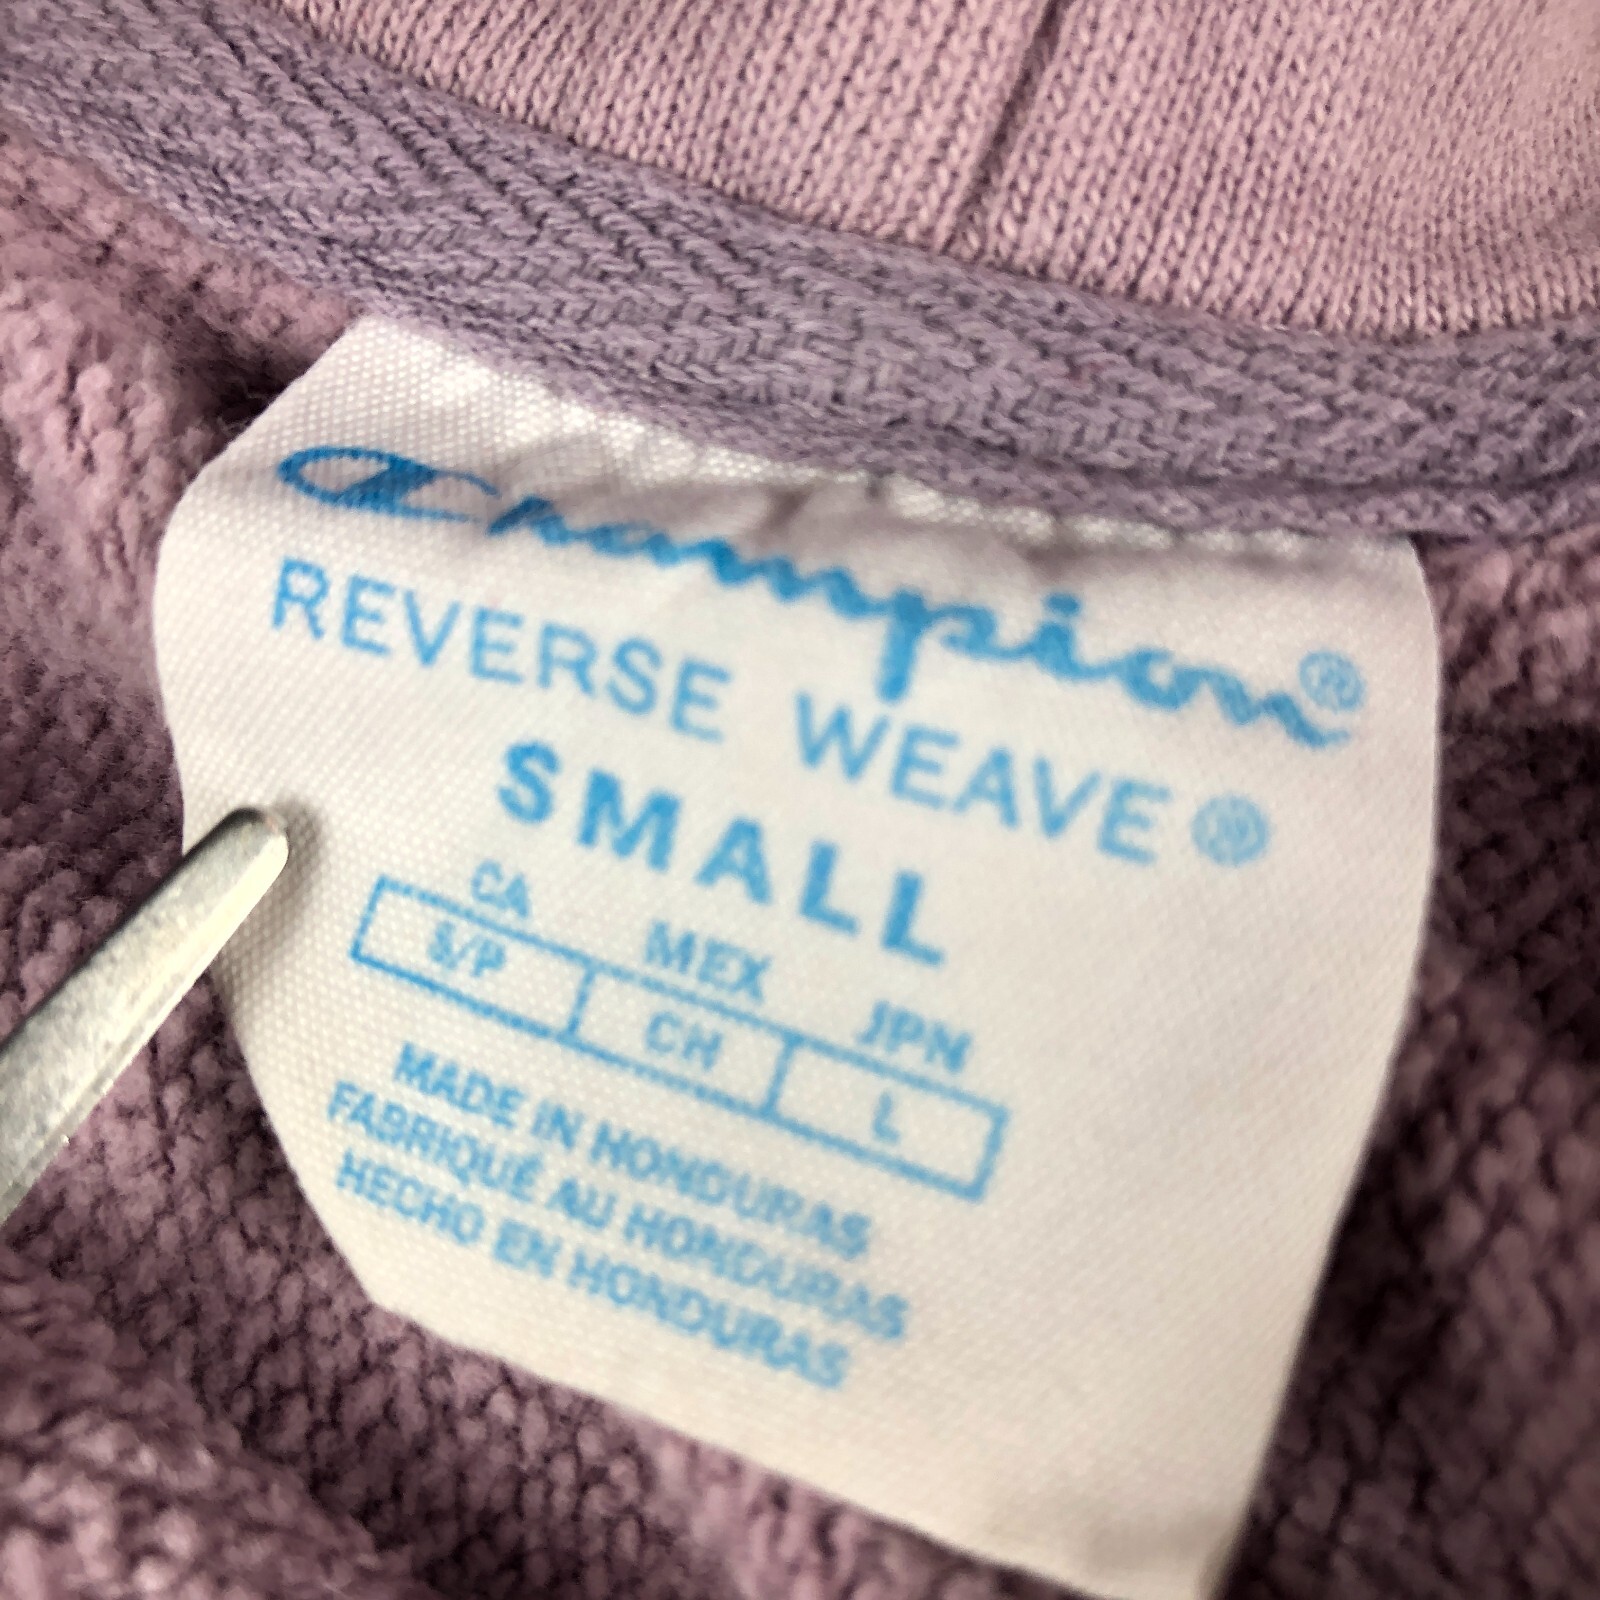 Champion®
REVERSE WEAVE®
SMALL
CA MEX JPN
S/P CH L
MADE IN HONDURAS
FABRIQUÉ AU HONDURAS
HECHO EN HONDURAS